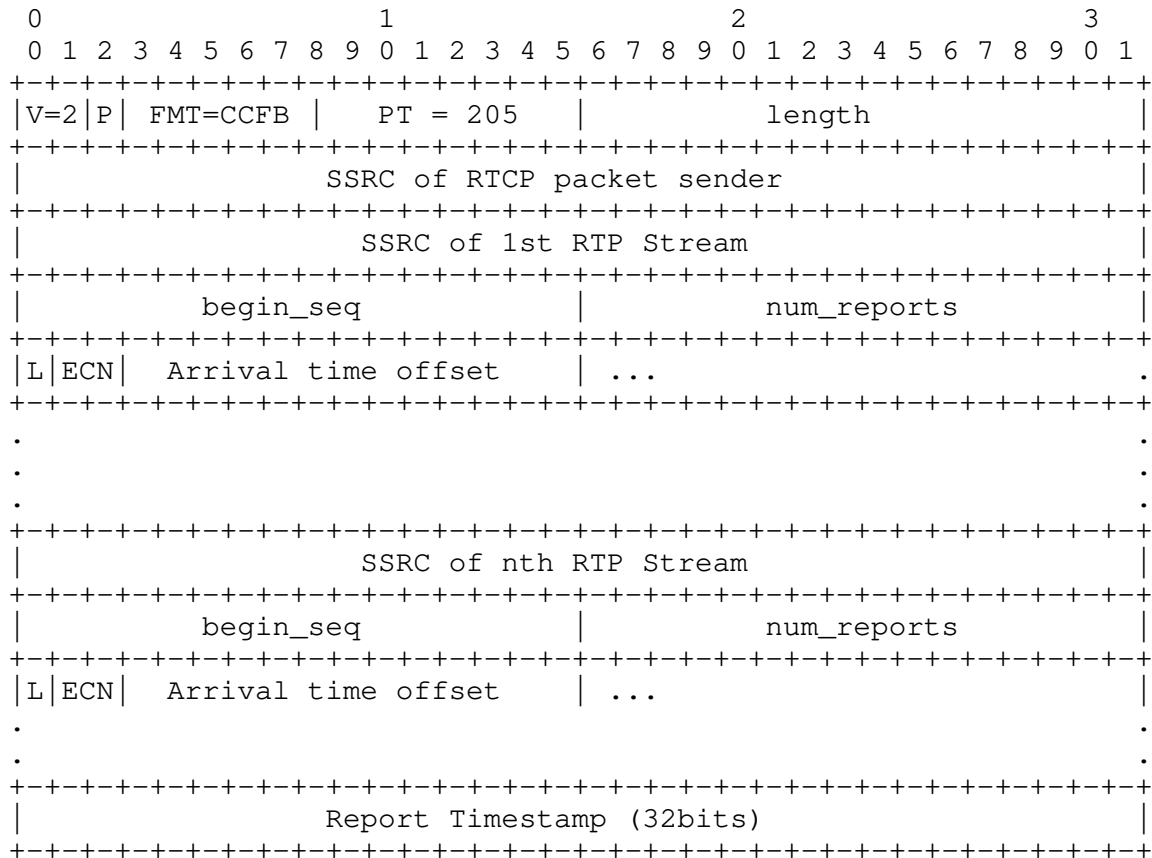 0                   1                   2                   3
 0 1 2 3 4 5 6 7 8 9 0 1 2 3 4 5 6 7 8 9 0 1 2 3 4 5 6 7 8 9 0 1
+-+-+-+-+-+-+-+-+-+-+-+-+-+-+-+-+-+-+-+-+-+-+-+-+-+-+-+-+-+-+-+-+
|V=2|P| FMT=CCFB |   PT = 205    |          length               |
+-+-+-+-+-+-+-+-+-+-+-+-+-+-+-+-+-+-+-+-+-+-+-+-+-+-+-+-+-+-+-+-+
|                 SSRC of RTCP packet sender                    |
+-+-+-+-+-+-+-+-+-+-+-+-+-+-+-+-+-+-+-+-+-+-+-+-+-+-+-+-+-+-+-+-+
|                   SSRC of 1st RTP Stream                      |
+-+-+-+-+-+-+-+-+-+-+-+-+-+-+-+-+-+-+-+-+-+-+-+-+-+-+-+-+-+-+-+-+
|          begin_seq            |          num_reports          |
+-+-+-+-+-+-+-+-+-+-+-+-+-+-+-+-+-+-+-+-+-+-+-+-+-+-+-+-+-+-+-+-+
|L|ECN|  Arrival time offset    | ...                           .
+-+-+-+-+-+-+-+-+-+-+-+-+-+-+-+-+-+-+-+-+-+-+-+-+-+-+-+-+-+-+-+-+
.                                                               .
.                                                               .
.                                                               .
+-+-+-+-+-+-+-+-+-+-+-+-+-+-+-+-+-+-+-+-+-+-+-+-+-+-+-+-+-+-+-+-+
|                   SSRC of nth RTP Stream                      |
+-+-+-+-+-+-+-+-+-+-+-+-+-+-+-+-+-+-+-+-+-+-+-+-+-+-+-+-+-+-+-+-+
|          begin_seq            |          num_reports          |
+-+-+-+-+-+-+-+-+-+-+-+-+-+-+-+-+-+-+-+-+-+-+-+-+-+-+-+-+-+-+-+-+
|L|ECN|  Arrival time offset    | ...                           |
.                                                               .
.                                                               .
+-+-+-+-+-+-+-+-+-+-+-+-+-+-+-+-+-+-+-+-+-+-+-+-+-+-+-+-+-+-+-+-+
|                 Report Timestamp (32bits)                     |
+-+-+-+-+-+-+-+-+-+-+-+-+-+-+-+-+-+-+-+-+-+-+-+-+-+-+-+-+-+-+-+-+